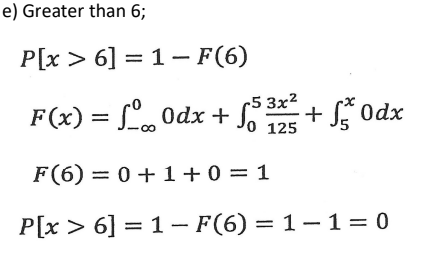 e) Greater than 6;
P[x > 6] = 1 − F(6)
F(x) = ∫_{−∞}^{0} 0dx + ∫_{0}^{5} 3x²/125 + ∫_{5}^{x} 0dx
F(6) = 0 + 1 + 0 = 1
P[x > 6] = 1 − F(6) = 1 − 1 = 0